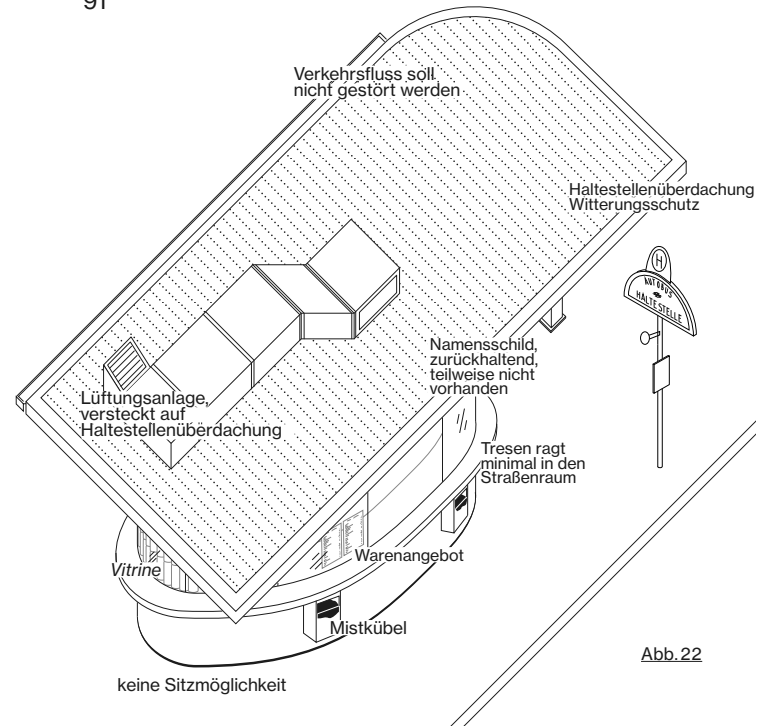 91
Verkehrsfluss soll
nicht gestört werden
Haltestellenüberdachung
Witterungsschutz
H
AUTOBUS
HALTESTELLE
Namensschild,
zurückhaltend,
teilweise nicht
vorhanden
Lüftungsanlage,
versteckt auf
Haltestellenüberdachung
Tresen ragt
minimal in den
Straßenraum
Warenangebot
Vitrine
Mistkübel
Abb.22
keine Sitzmöglichkeit